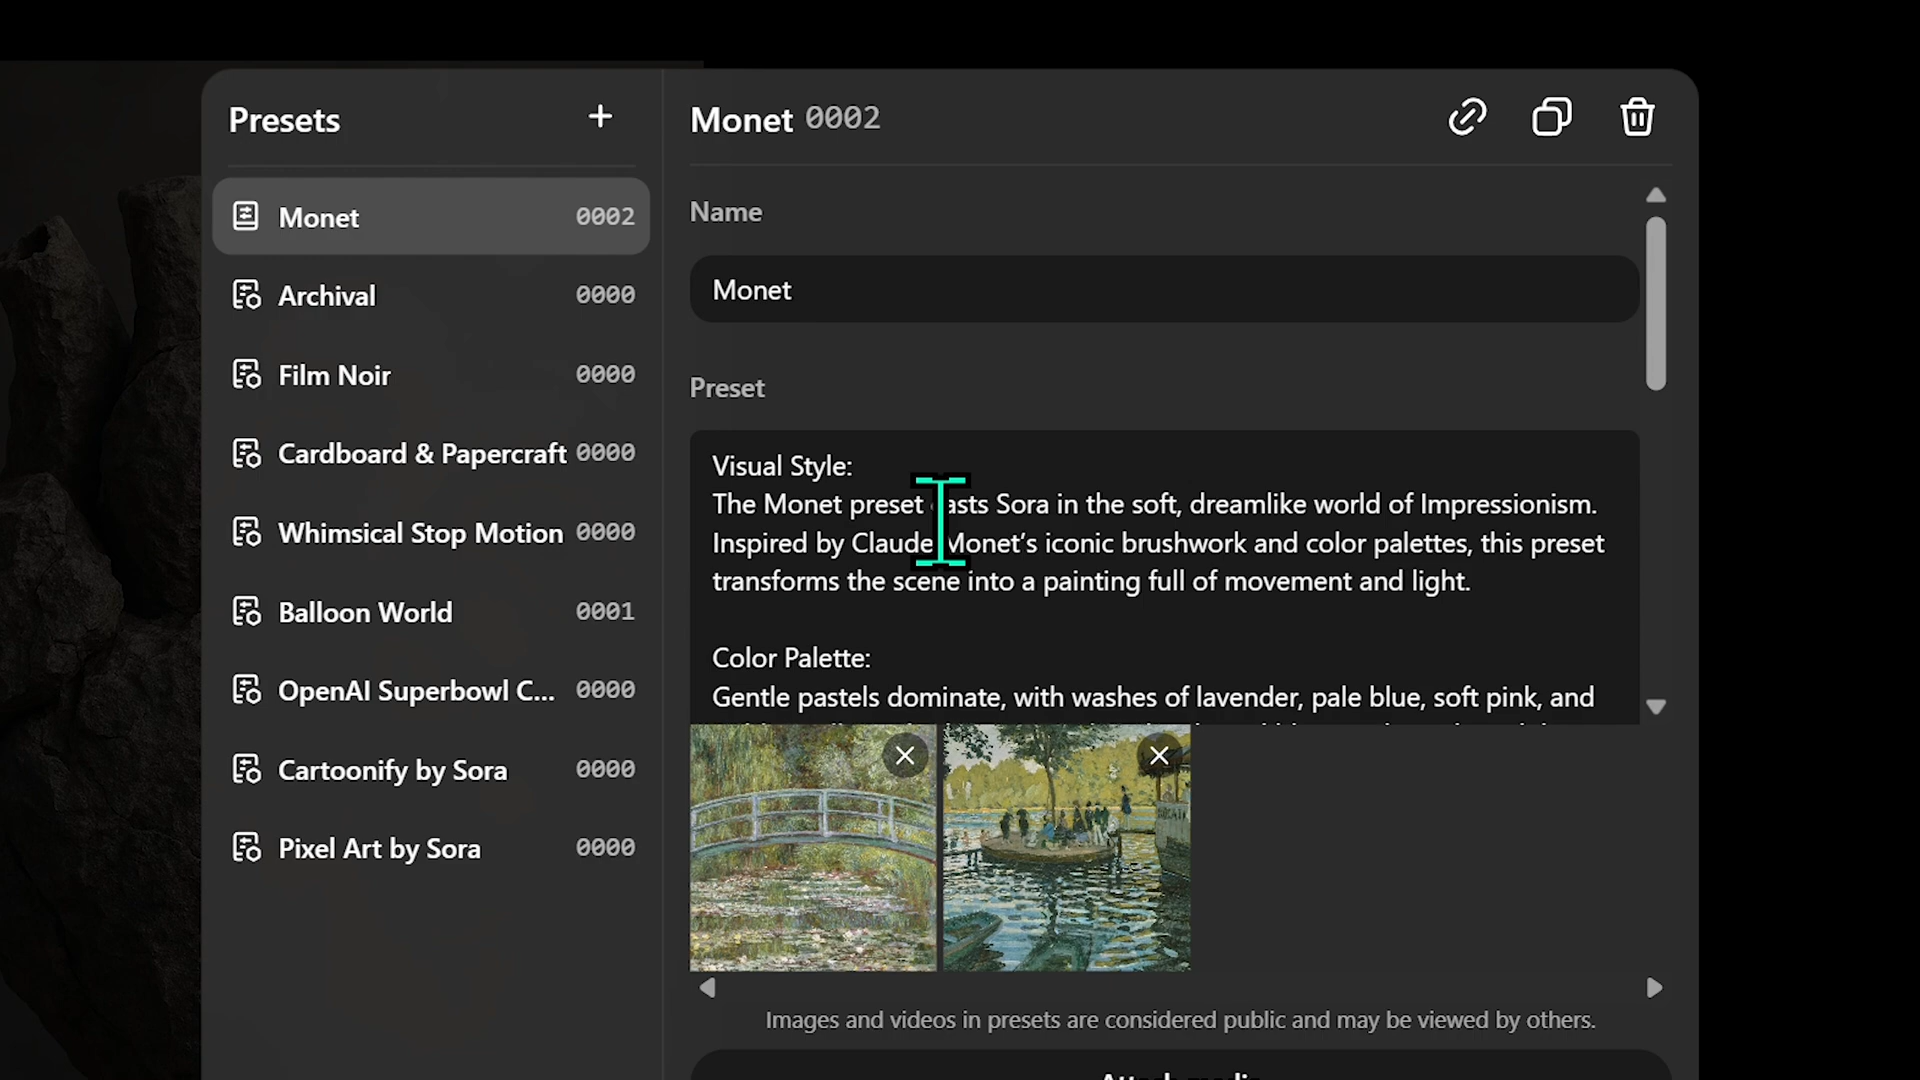 Presets
Monet 0002
Archival 0000
Film Noir 0000
Cardboard & Papercraft 0000
Whimsical Stop Motion 0000
Balloon World 0001
OpenAI Superbowl C... 0000
Cartoonify by Sora 0000
Pixel Art by Sora 0000
Monet 0002
Name
Monet
Preset
Visual Style:
The Monet preset casts Sora in the soft, dreamlike world of Impressionism.
Inspired by Claude Monet’s iconic brushwork and color palettes, this preset
transforms the scene into a painting full of movement and light.
Color Palette:
Gentle pastels dominate, with washes of lavender, pale blue, soft pink, and
Images and videos in presets are considered public and may be viewed by others.
Attach media